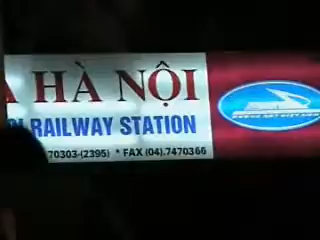 HÀ NỘI
RAILWAY STATION
70303-(2395) * FAX (04).7470366